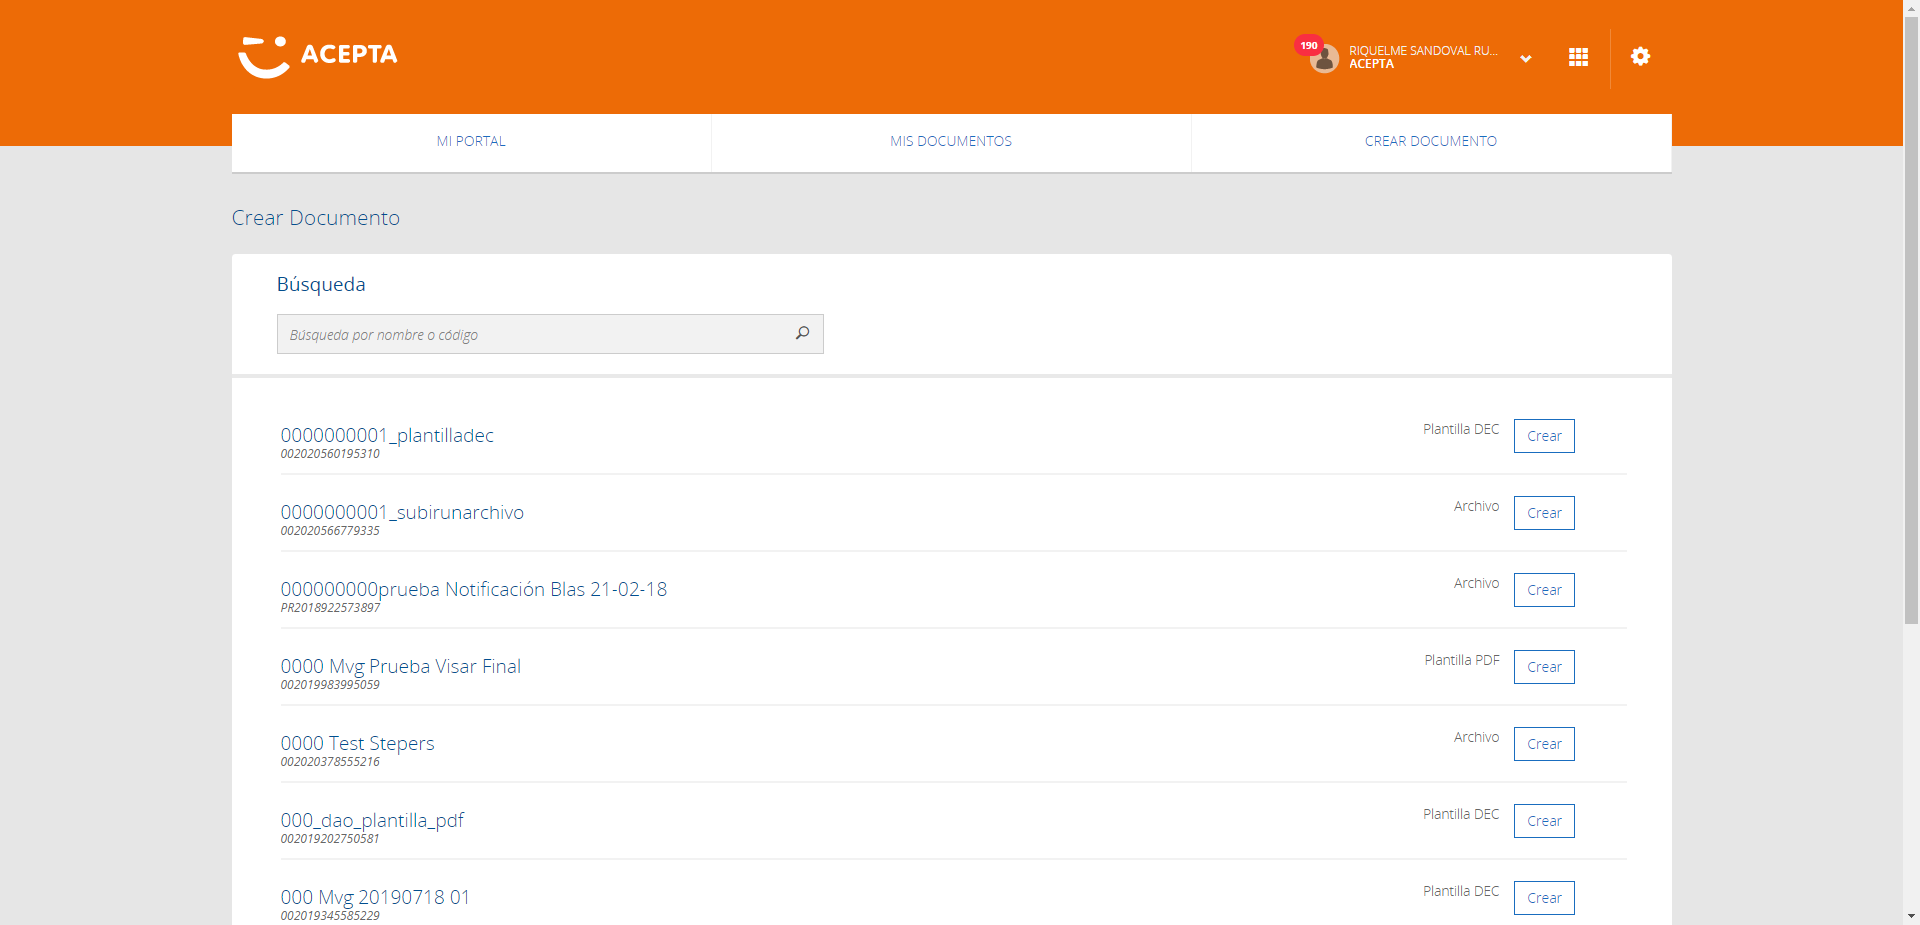 ACEPTA
190
RIQUELME SANDOVAL RU...
ACEPTA
MI PORTAL
MIS DOCUMENTOS
CREAR DOCUMENTO
Crear Documento
Búsqueda
Búsqueda por nombre o código
0000000001_plantilladec
Plantilla DEC
Crear
002020560195310
0000000001_subirunarchivo
Archivo
Crear
002020566779335
000000000prueba Notificación Blas 21-02-18
Archivo
Crear
PR2018922573897
0000 Mvg Prueba Visar Final
Plantilla PDF
Crear
002019983995059
0000 Test Stepers
Archivo
Crear
002020378555216
000_dao_plantilla_pdf
Plantilla DEC
Crear
002019202750581
000 Mvg 20190718 01
Plantilla DEC
Crear
002019345585229